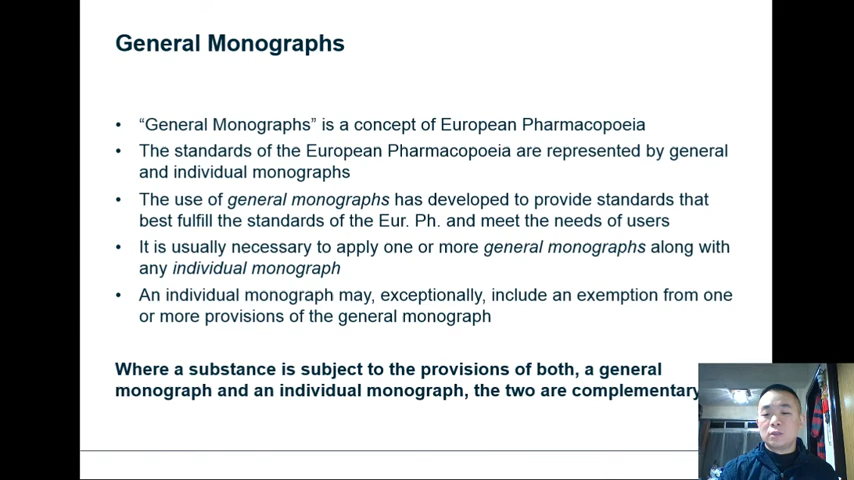 General Monographs
• “General Monographs” is a concept of European Pharmacopoeia
• The standards of the European Pharmacopoeia are represented by general
and individual monographs
• The use of general monographs has developed to provide standards that
best fulfill the standards of the Eur. Ph. and meet the needs of users
• It is usually necessary to apply one or more general monographs along with
any individual monograph
• An individual monograph may, exceptionally, include an exemption from one
or more provisions of the general monograph
Where a substance is subject to the provisions of both, a general
monograph and an individual monograph, the two are complementary